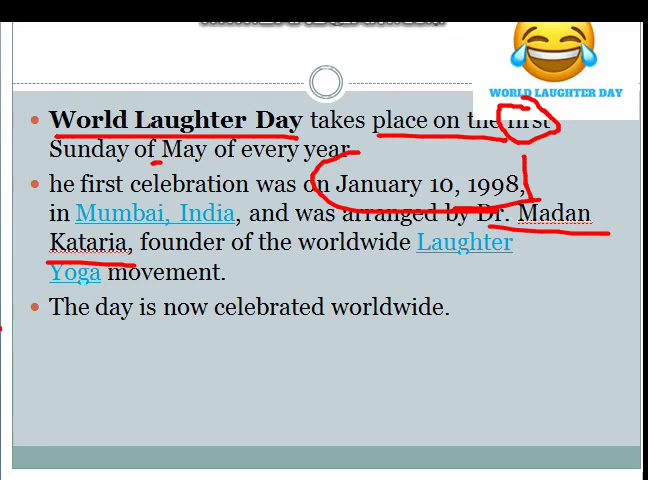 WORLD LAUGHTER DAY
World Laughter Day takes place on the first
Sunday of May of every year
he first celebration was on January 10, 1998,
in Mumbai, India, and was arranged by Dr. Madan
Kataria, founder of the worldwide Laughter
Yoga movement.
The day is now celebrated worldwide.